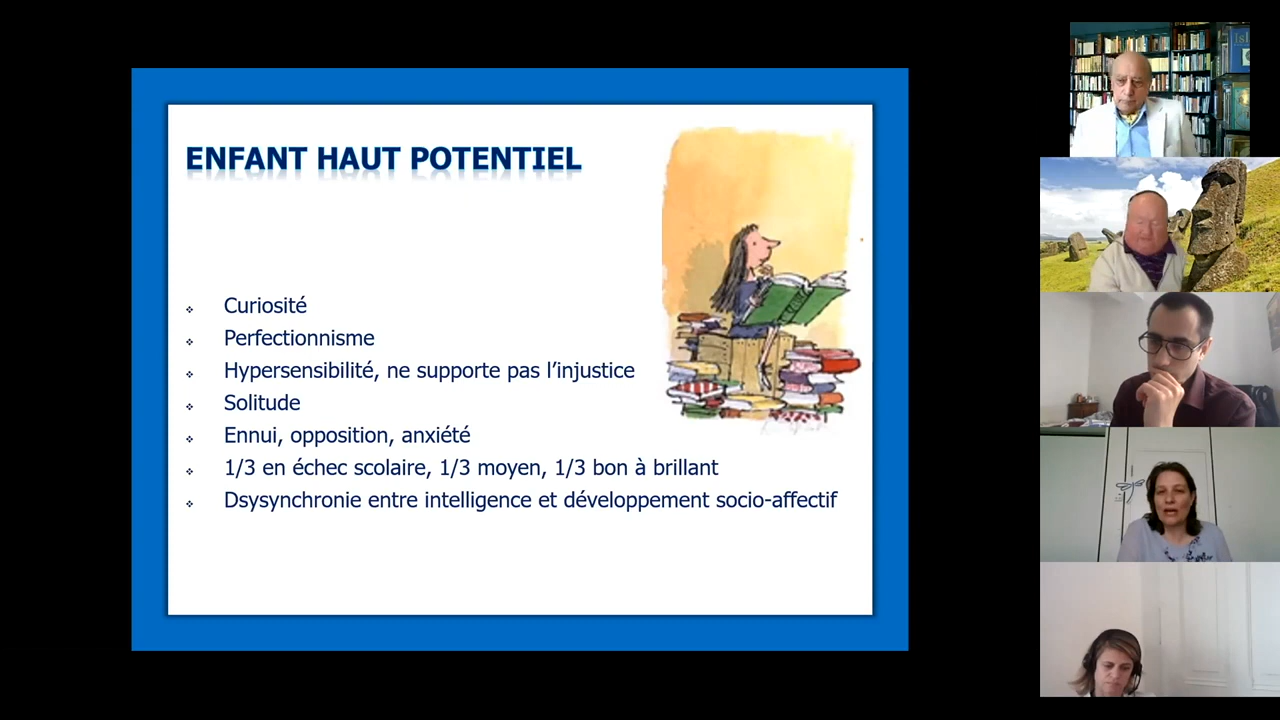 ENFANT HAUT POTENTIEL
Curiosité
Perfectionnisme
Hypersensibilité, ne supporte pas l’injustice
Solitude
Ennui, opposition, anxiété
1/3 en échec scolaire, 1/3 moyen, 1/3 bon à brillant
Dsysynchronie entre intelligence et développement socio-affectif